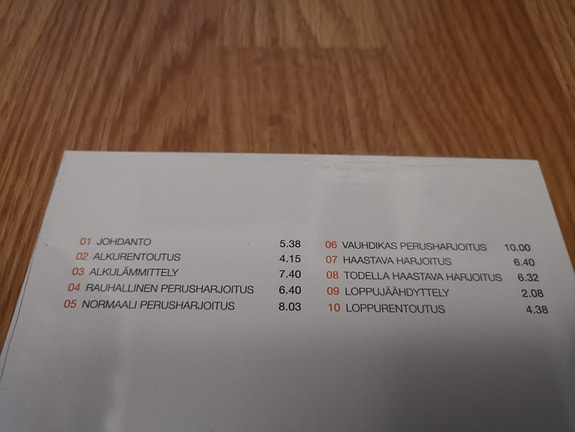 01 JOHDANTO 5.38
02 ALKURENTOUTUS 4.15
03 ALKULÄMMITTELY 7.40
04 RAUHALLINEN PERUSHARJOITUS 6.40
05 NORMAALI PERUSHARJOITUS 8.03
06 VAUHDIKAS PERUSHARJOITUS 10.00
07 HAASTAVA HARJOITUS 6.40
08 TODELLA HAASTAVA HARJOITUS 6.32
09 LOPPUJÄÄHDYTTELY 2.08
10 LOPPURENTOUTUS 4.38